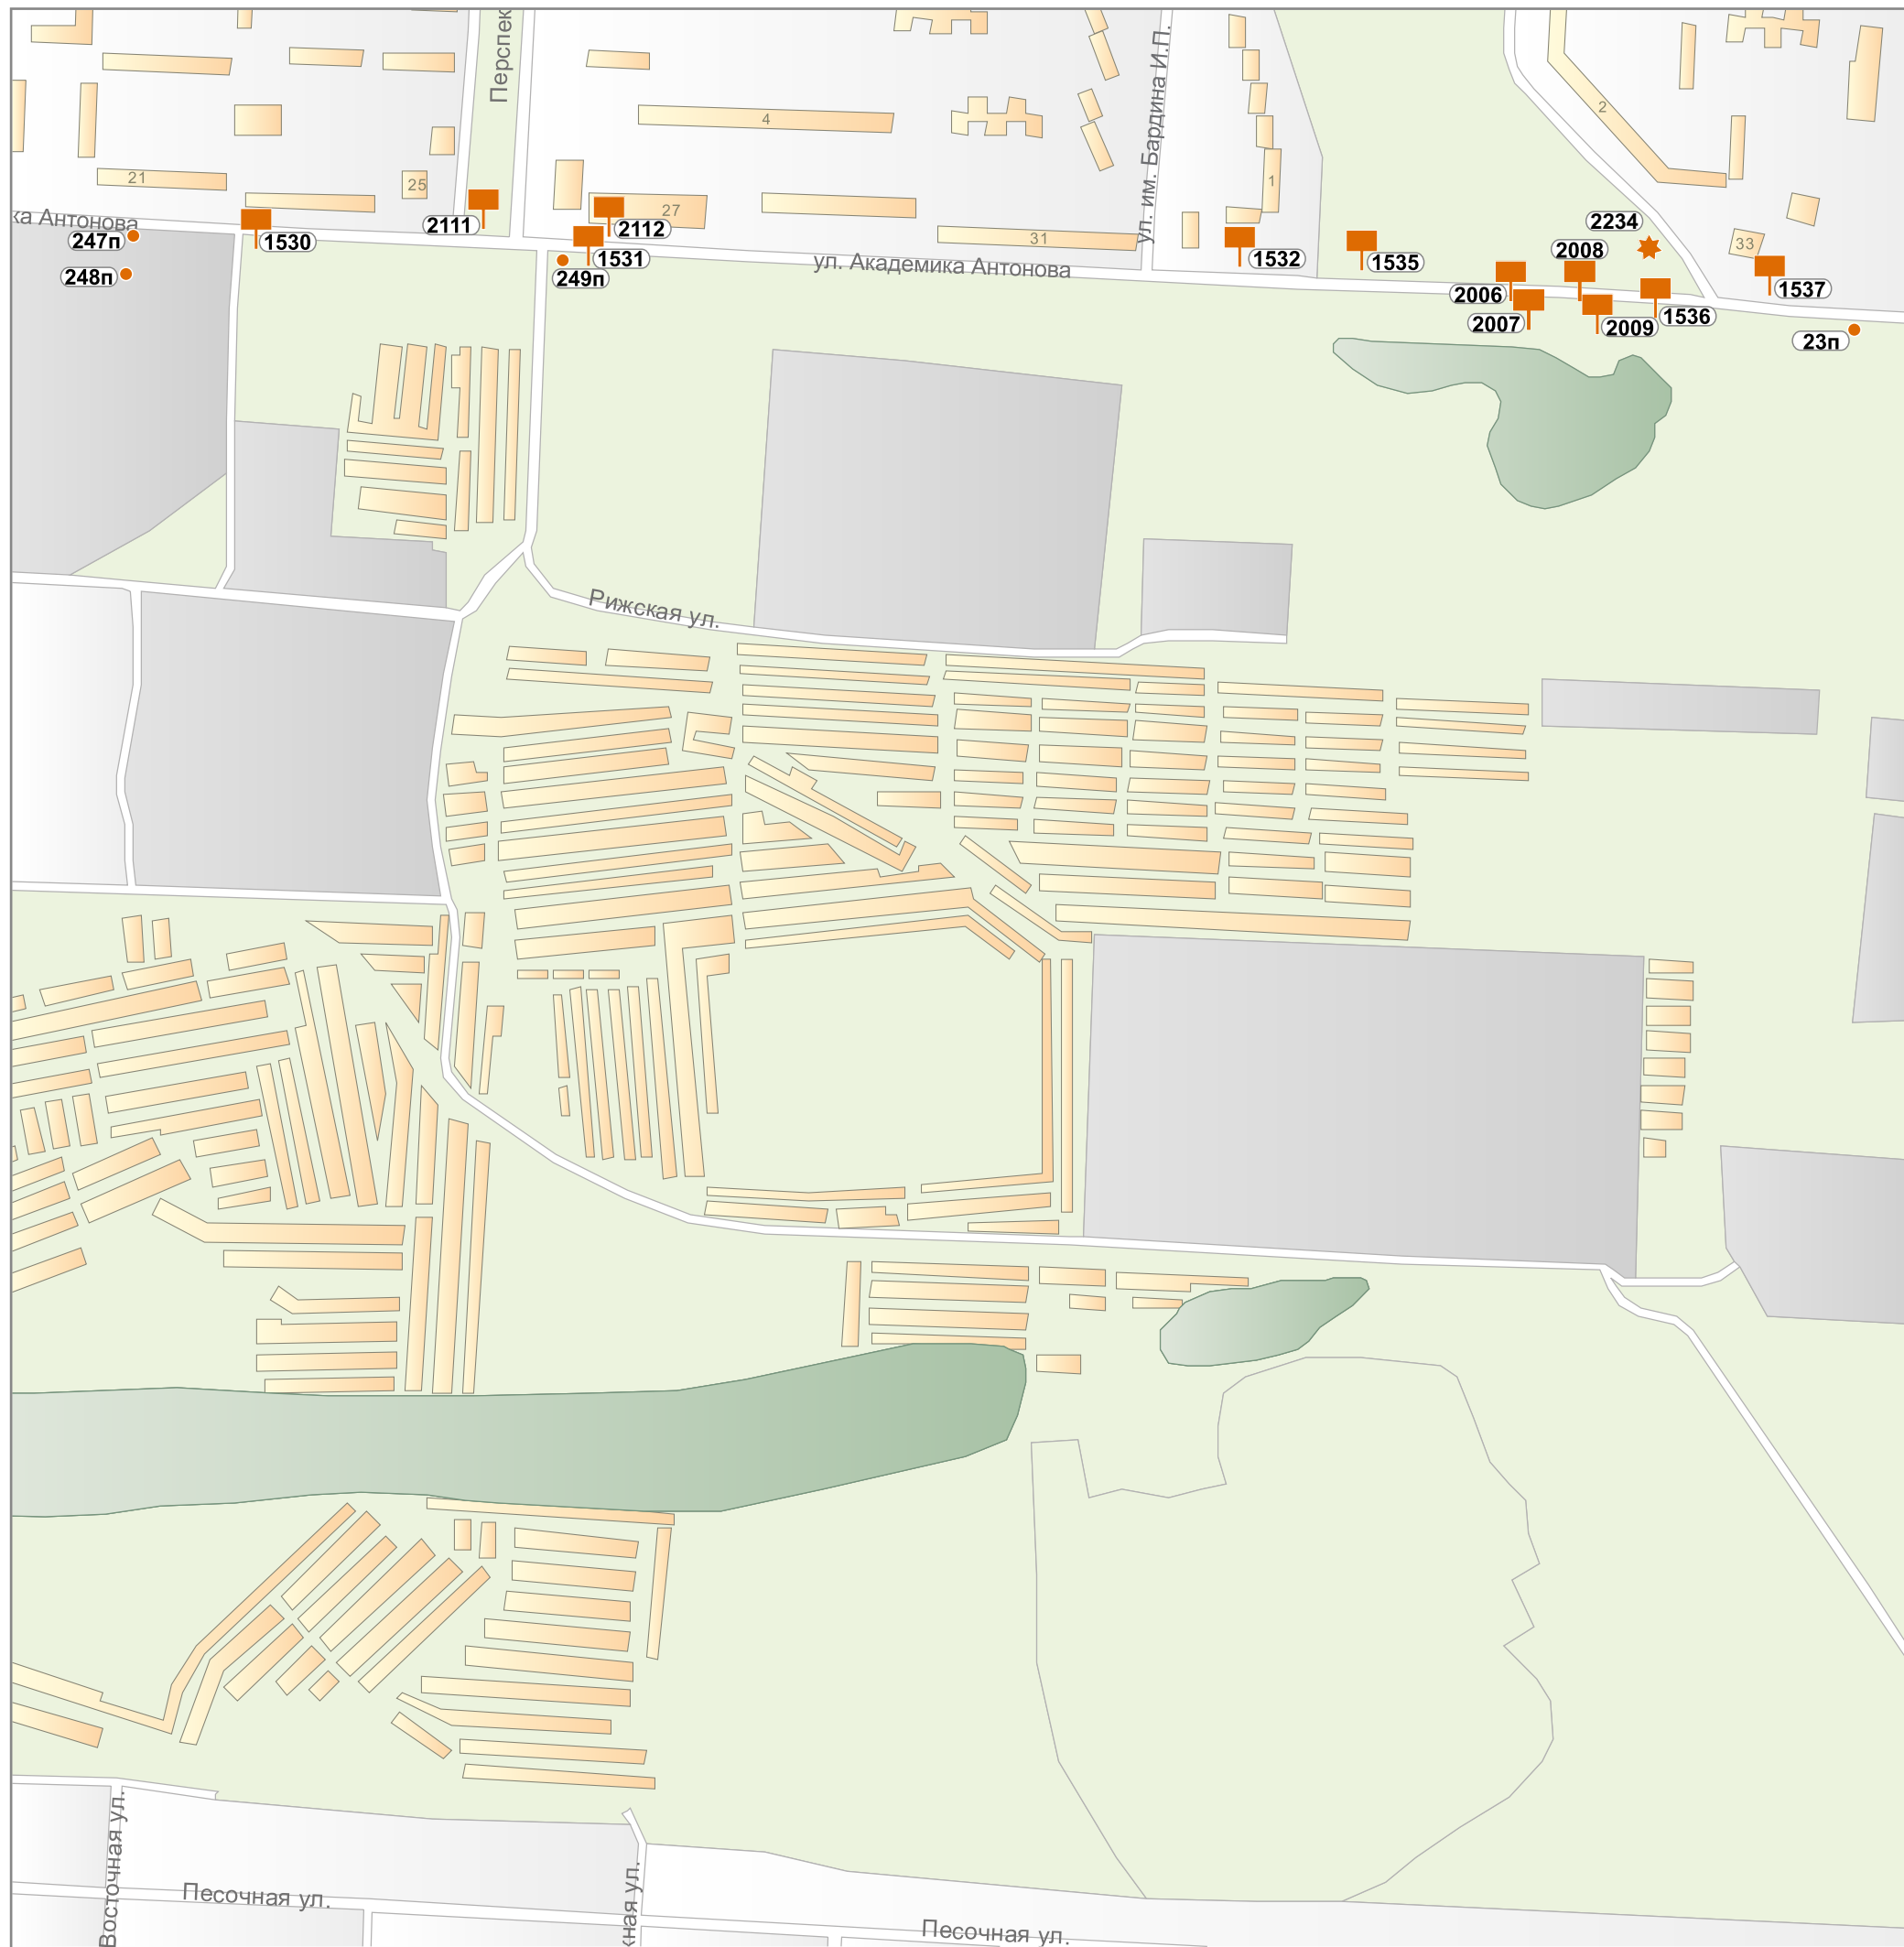 Перспек
ул. им. Бардина И.П.
2
4
21
25
1
27
31
33
ка Антонова
247п
248п
1530
2111
2112
1531
249п
ул. Академика Антонова
1532
1535
2234
2008
2006
2007
2009
1536
1537
23п
Рижская ул.
Восточная ул.
Песочная ул.
жная ул.
Песочная ул.